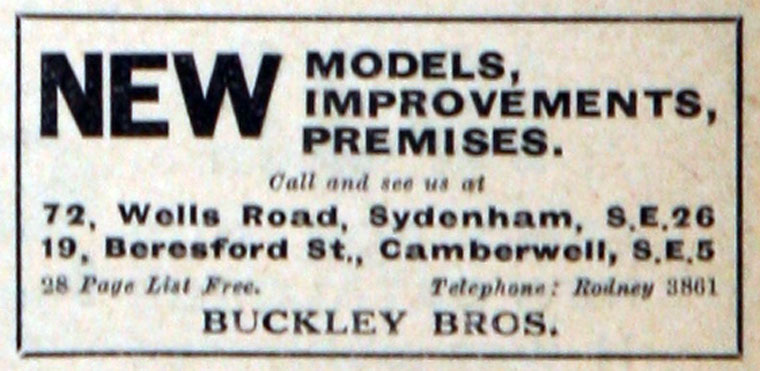 NEW MODELS,
IMPROVEMENTS,
PREMISES.
Call and see us at
72, Wells Road, Sydenham, S.E.26
19, Beresford St., Camberwell, S.E.5
28 Page List Free. Telephone: Rodney 3861
BUCKLEY BROS.